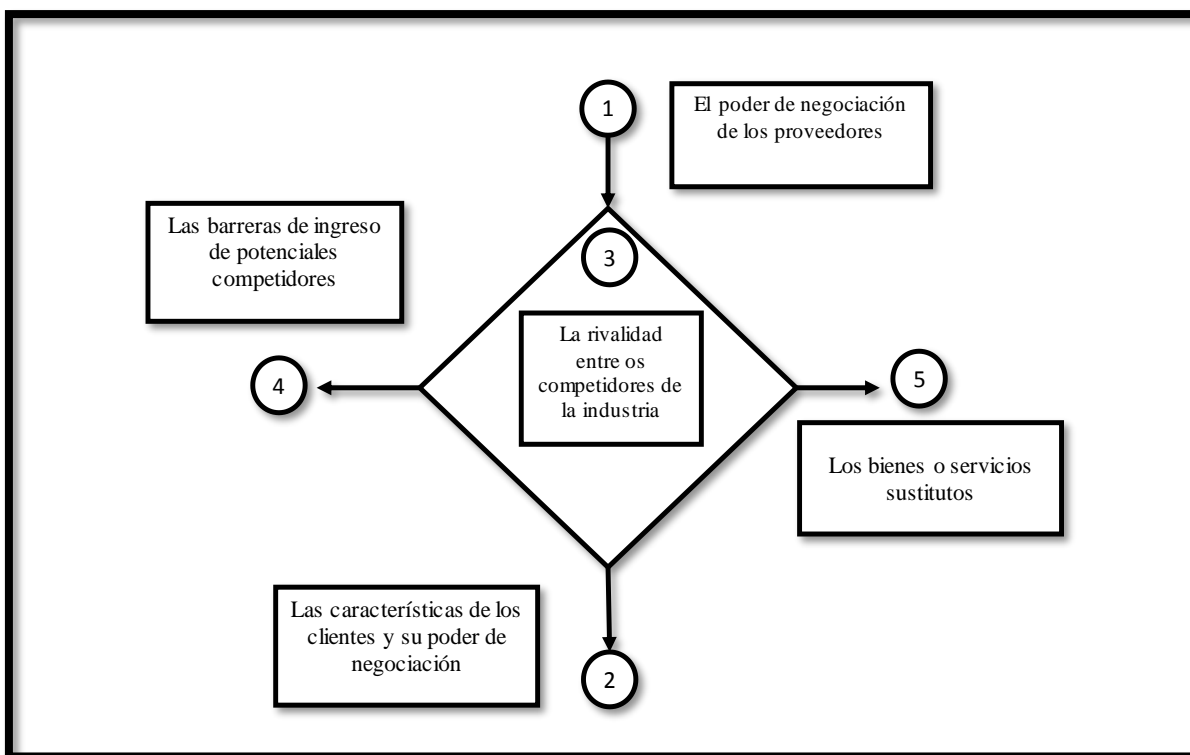 1
El poder de negociación
de los proveedores
Las barreras de ingreso
de potenciales
competidores
3
La rivalidad
entre os
competidores de
la industria
4
5
Los bienes o servicios
sustitutos
Las características de los
clientes y su poder de
negociación
2